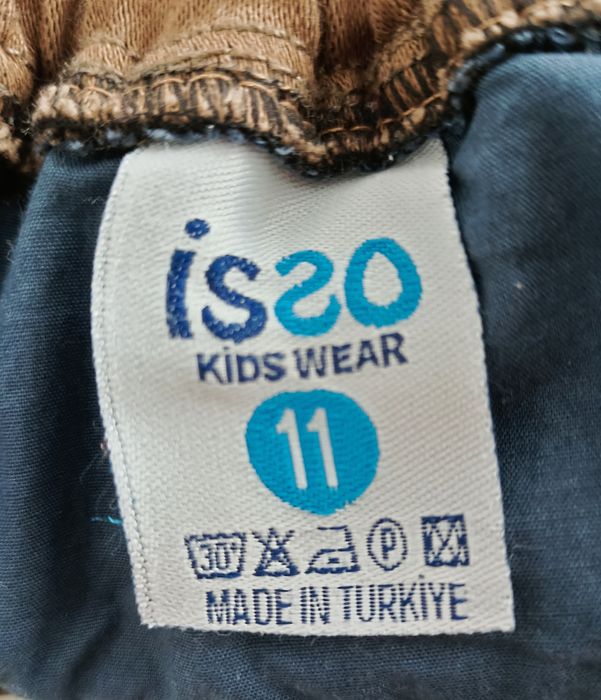 isso
KiDS WEAR
11
30° P
MADE IN TURKİYE